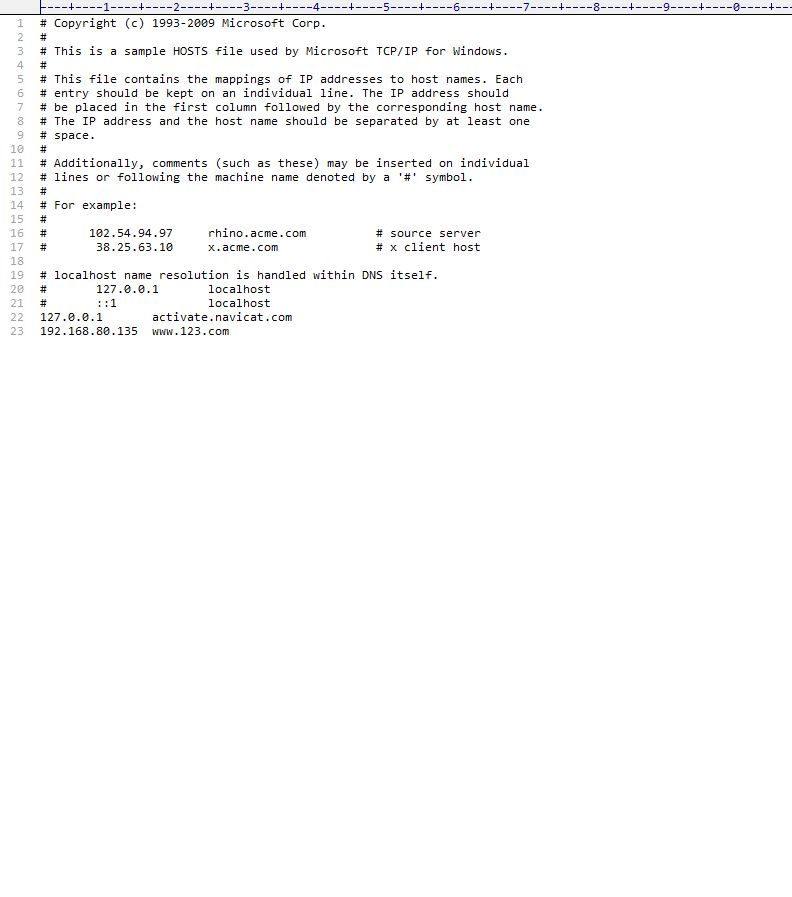 ----+----1----+----2----+----3----+----4----+----5----+----6----+----7----+----8----+----9----+----0----+--
1 # Copyright (c) 1993-2009 Microsoft Corp.
2 #
3 # This is a sample HOSTS file used by Microsoft TCP/IP for Windows.
4 #
5 # This file contains the mappings of IP addresses to host names. Each
6 # entry should be kept on an individual line. The IP address should
7 # be placed in the first column followed by the corresponding host name.
8 # The IP address and the host name should be separated by at least one
9 # space.
10 #
11 # Additionally, comments (such as these) may be inserted on individual
12 # lines or following the machine name denoted by a '#' symbol.
13 #
14 # For example:
15 #
16 #      102.54.94.97     rhino.acme.com          # source server
17 #       38.25.63.10     x.acme.com              # x client host
18
19 # localhost name resolution is handled within DNS itself.
20 #       127.0.0.1       localhost
21 #       ::1             localhost
22 127.0.0.1       activate.navicat.com
23 192.168.80.135  www.123.com